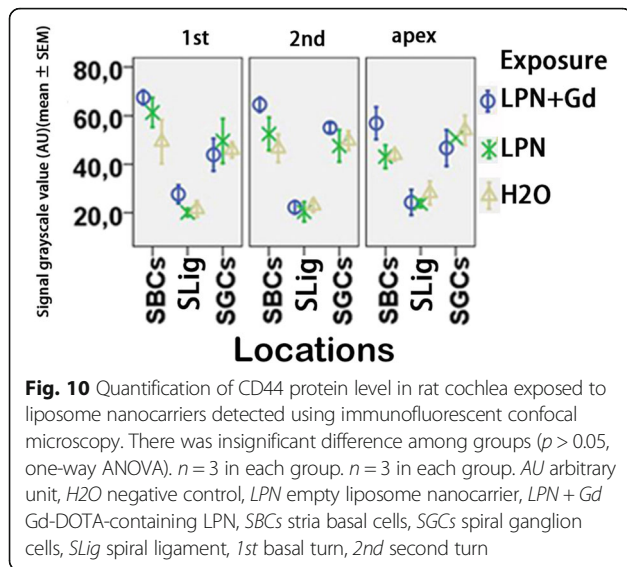 1st 2nd apex
Exposure
LPN+Gd
LPN
H2O
Signal grayscale value (AU)(mean ± SEM)
80,0
60,0
40,0
20,0
SBCs SLig SGCs SBCs SLig SGCs SBCs SLig SGCs
Locations
Fig. 10 Quantification of CD44 protein level in rat cochlea exposed to
liposome nanocarriers detected using immunofluorescent confocal
microscopy. There was insignificant difference among groups (p > 0.05,
one-way ANOVA). n = 3 in each group. n = 3 in each group. AU arbitrary
unit, H2O negative control, LPN empty liposome nanocarrier, LPN + Gd
Gd-DOTA-containing LPN, SBCs stria basal cells, SGCs spiral ganglion
cells, SLig spiral ligament, 1st basal turn, 2nd second turn